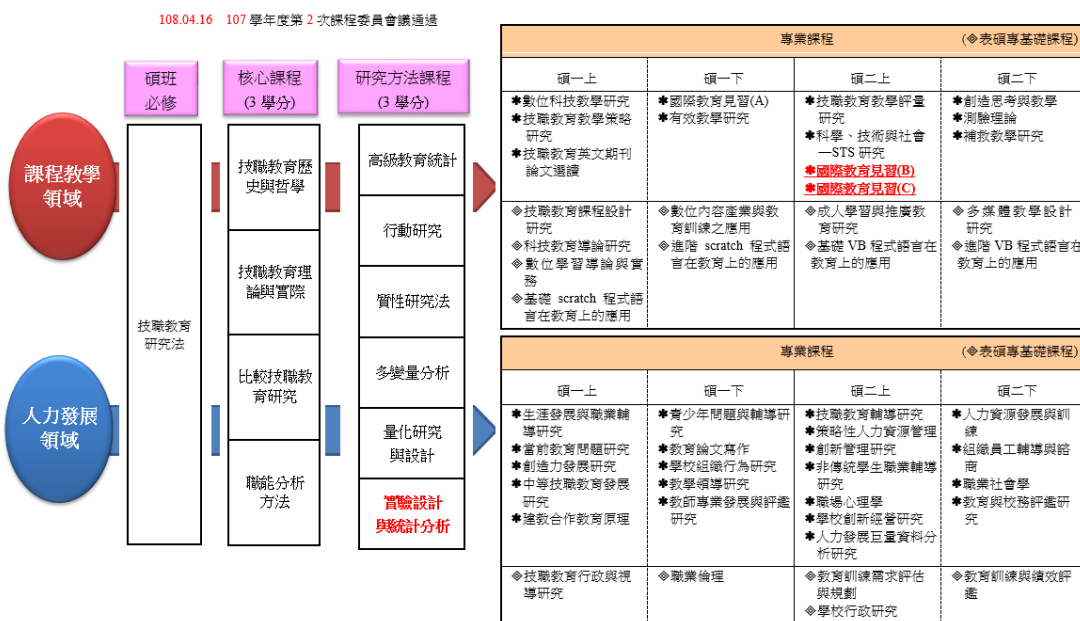 108.04.16 107 學年度第 2 次課程委員會議通過
碩班
必修
核心課程
(3 學分)
研究方法課程
(3 學分)
課程教學
領域
人力發展
領域
技職教育
研究法
技職教育歷
史與哲學
技職教育理
論與實際
比較技職教
育研究
職能分析
方法
高級教育統計
行動研究
質性研究法
多變量分析
量化研究
與設計
實驗設計
與統計分析
專業課程 (◈表碩專基礎課程)
碩一上
碩一下
碩二上
碩二下
✱數位科技教學研究
✱技職教育教學策略
研究
✱技職教育英文期刊
論文選讀
✱國際教育見習(A)
✱有效教學研究
✱技職教育教學評量
研究
✱科學、技術與社會
—STS 研究
✱國際教育見習(B)
✱國際教育見習(C)
✱創造思考與教學
✱測驗理論
✱補救教學研究
◈技職教育課程設計
研究
◈科技教育導論研究
◈數位學習導論與實
務
◈基礎 scratch 程式語
言在教育上的應用
◈數位內容產業與教
育訓練之應用
◈進階 scratch 程式語
言在教育上的應用
◈成人學習與推廣教
育研究
◈基礎 VB 程式語言在
教育上的應用
◈多媒體教學設計
研究
◈進階 VB 程式語言在
教育上的應用
專業課程 (◈表碩專基礎課程)
碩一上
碩一下
碩二上
碩二下
✱生涯發展與職業輔
導研究
✱當前教育問題研究
✱創造力發展研究
✱中等技職教育發展
研究
✱建教合作教育原理
✱青少年問題與輔導研
究
✱教育論文寫作
✱學校組織行為研究
✱教學領導研究
✱教師專業發展與評鑑
研究
✱技職教育輔導研究
✱策略性人力資源管理
✱創新管理研究
✱非傳統學生職業輔導
研究
✱職場心理學
✱學校創新經營研究
✱人力發展巨量資料分
析研究
✱人力資源發展與訓
練
✱組織員工輔導與諮
商
✱職業社會學
✱教育與校務評鑑研
究
◈技職教育行政與視
導研究
◈職業倫理
◈教育訓練需求評估
與規劃
◈學校行政研究
◈教育訓練與績效評
鑑